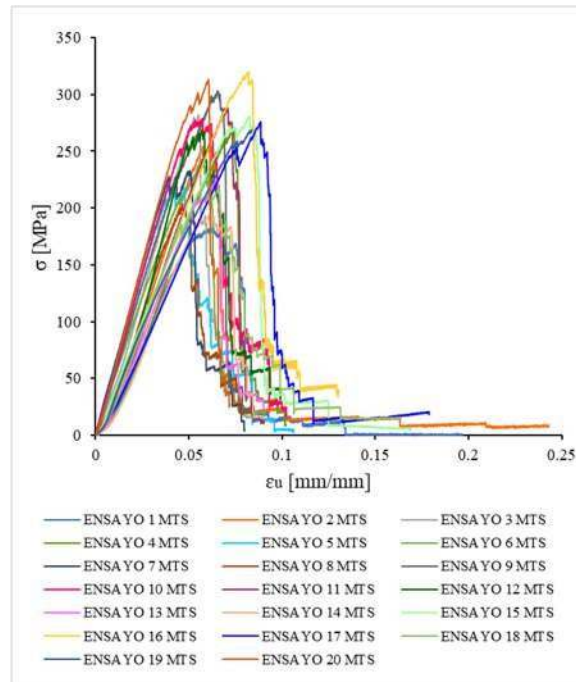 350
300
250
200
150
100
50
0
σ [MPa]
0 0.05 0.1 0.15 0.2 0.25
εu [mm/mm]
ENSAYO 1 MTS ENSAYO 2 MTS ENSAYO 3 MTS
ENSAYO 4 MTS ENSAYO 5 MTS ENSAYO 6 MTS
ENSAYO 7 MTS ENSAYO 8 MTS ENSAYO 9 MTS
ENSAYO 10 MTS ENSAYO 11 MTS ENSAYO 12 MTS
ENSAYO 13 MTS ENSAYO 14 MTS ENSAYO 15 MTS
ENSAYO 16 MTS ENSAYO 17 MTS ENSAYO 18 MTS
ENSAYO 19 MTS ENSAYO 20 MTS